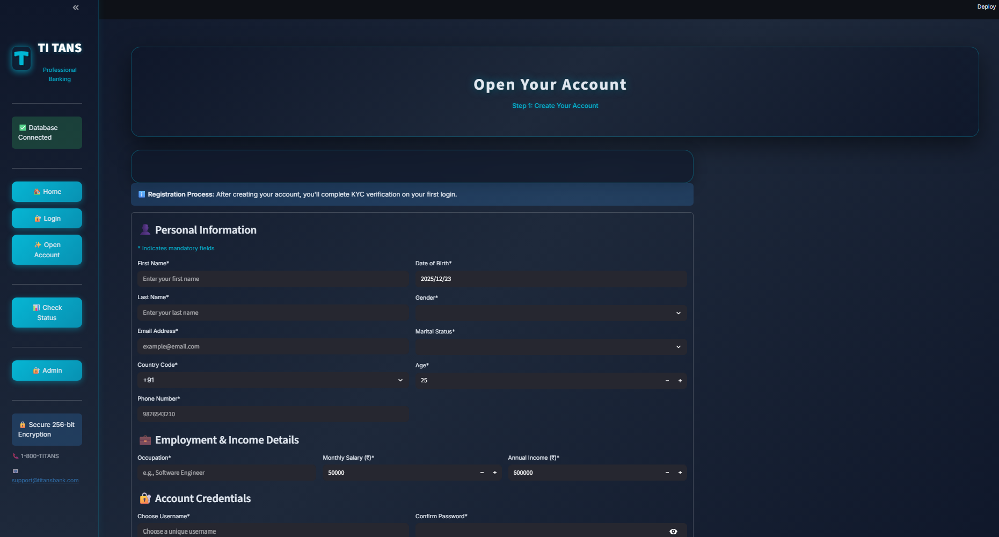 Deploy
TI TANS
Professional
Banking
Database
Connected
Home
Login
Open
Account
Check
Status
Admin
Secure 256-bit
Encryption
1-800-TITANS
support@titansbank.com
Open Your Account
Step 1: Create Your Account
Registration Process: After creating your account, you'll complete KYC verification on your first login.
Personal Information
* Indicates mandatory fields
First Name*
Enter your first name
Date of Birth*
2025/12/23
Last Name*
Enter your last name
Gender*
Email Address*
example@email.com
Marital Status*
Country Code*
+91
Age*
25
Phone Number*
9876543210
Employment & Income Details
Occupation*
e.g., Software Engineer
Monthly Salary (₹)*
50000
Annual Income (₹)*
600000
Account Credentials
Choose Username*
Choose a unique username
Confirm Password*